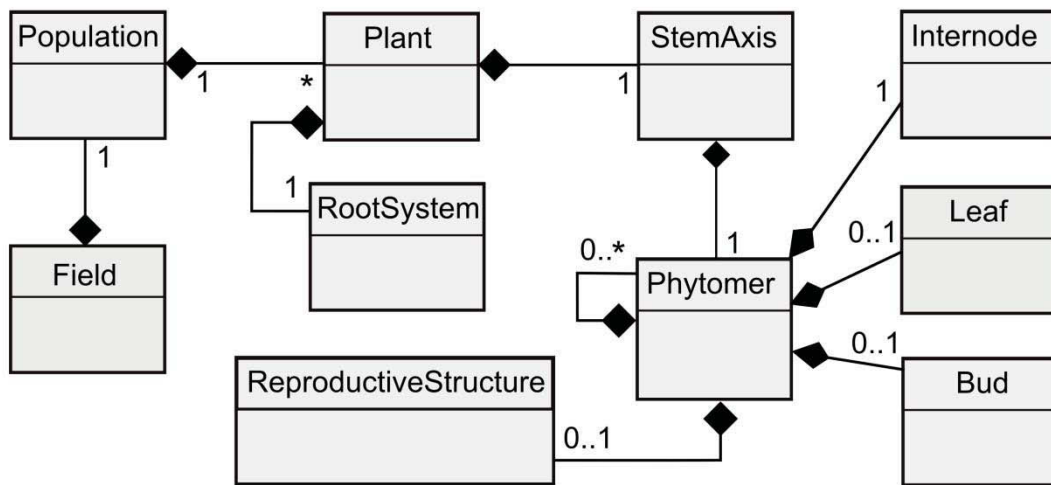 Population
Plant
StemAxis
Internode
1
*
1
1
1
1
RootSystem
Leaf
0..1
0..*
1
Field
Phytomer
0..1
ReproductiveStructure
Bud
0..1